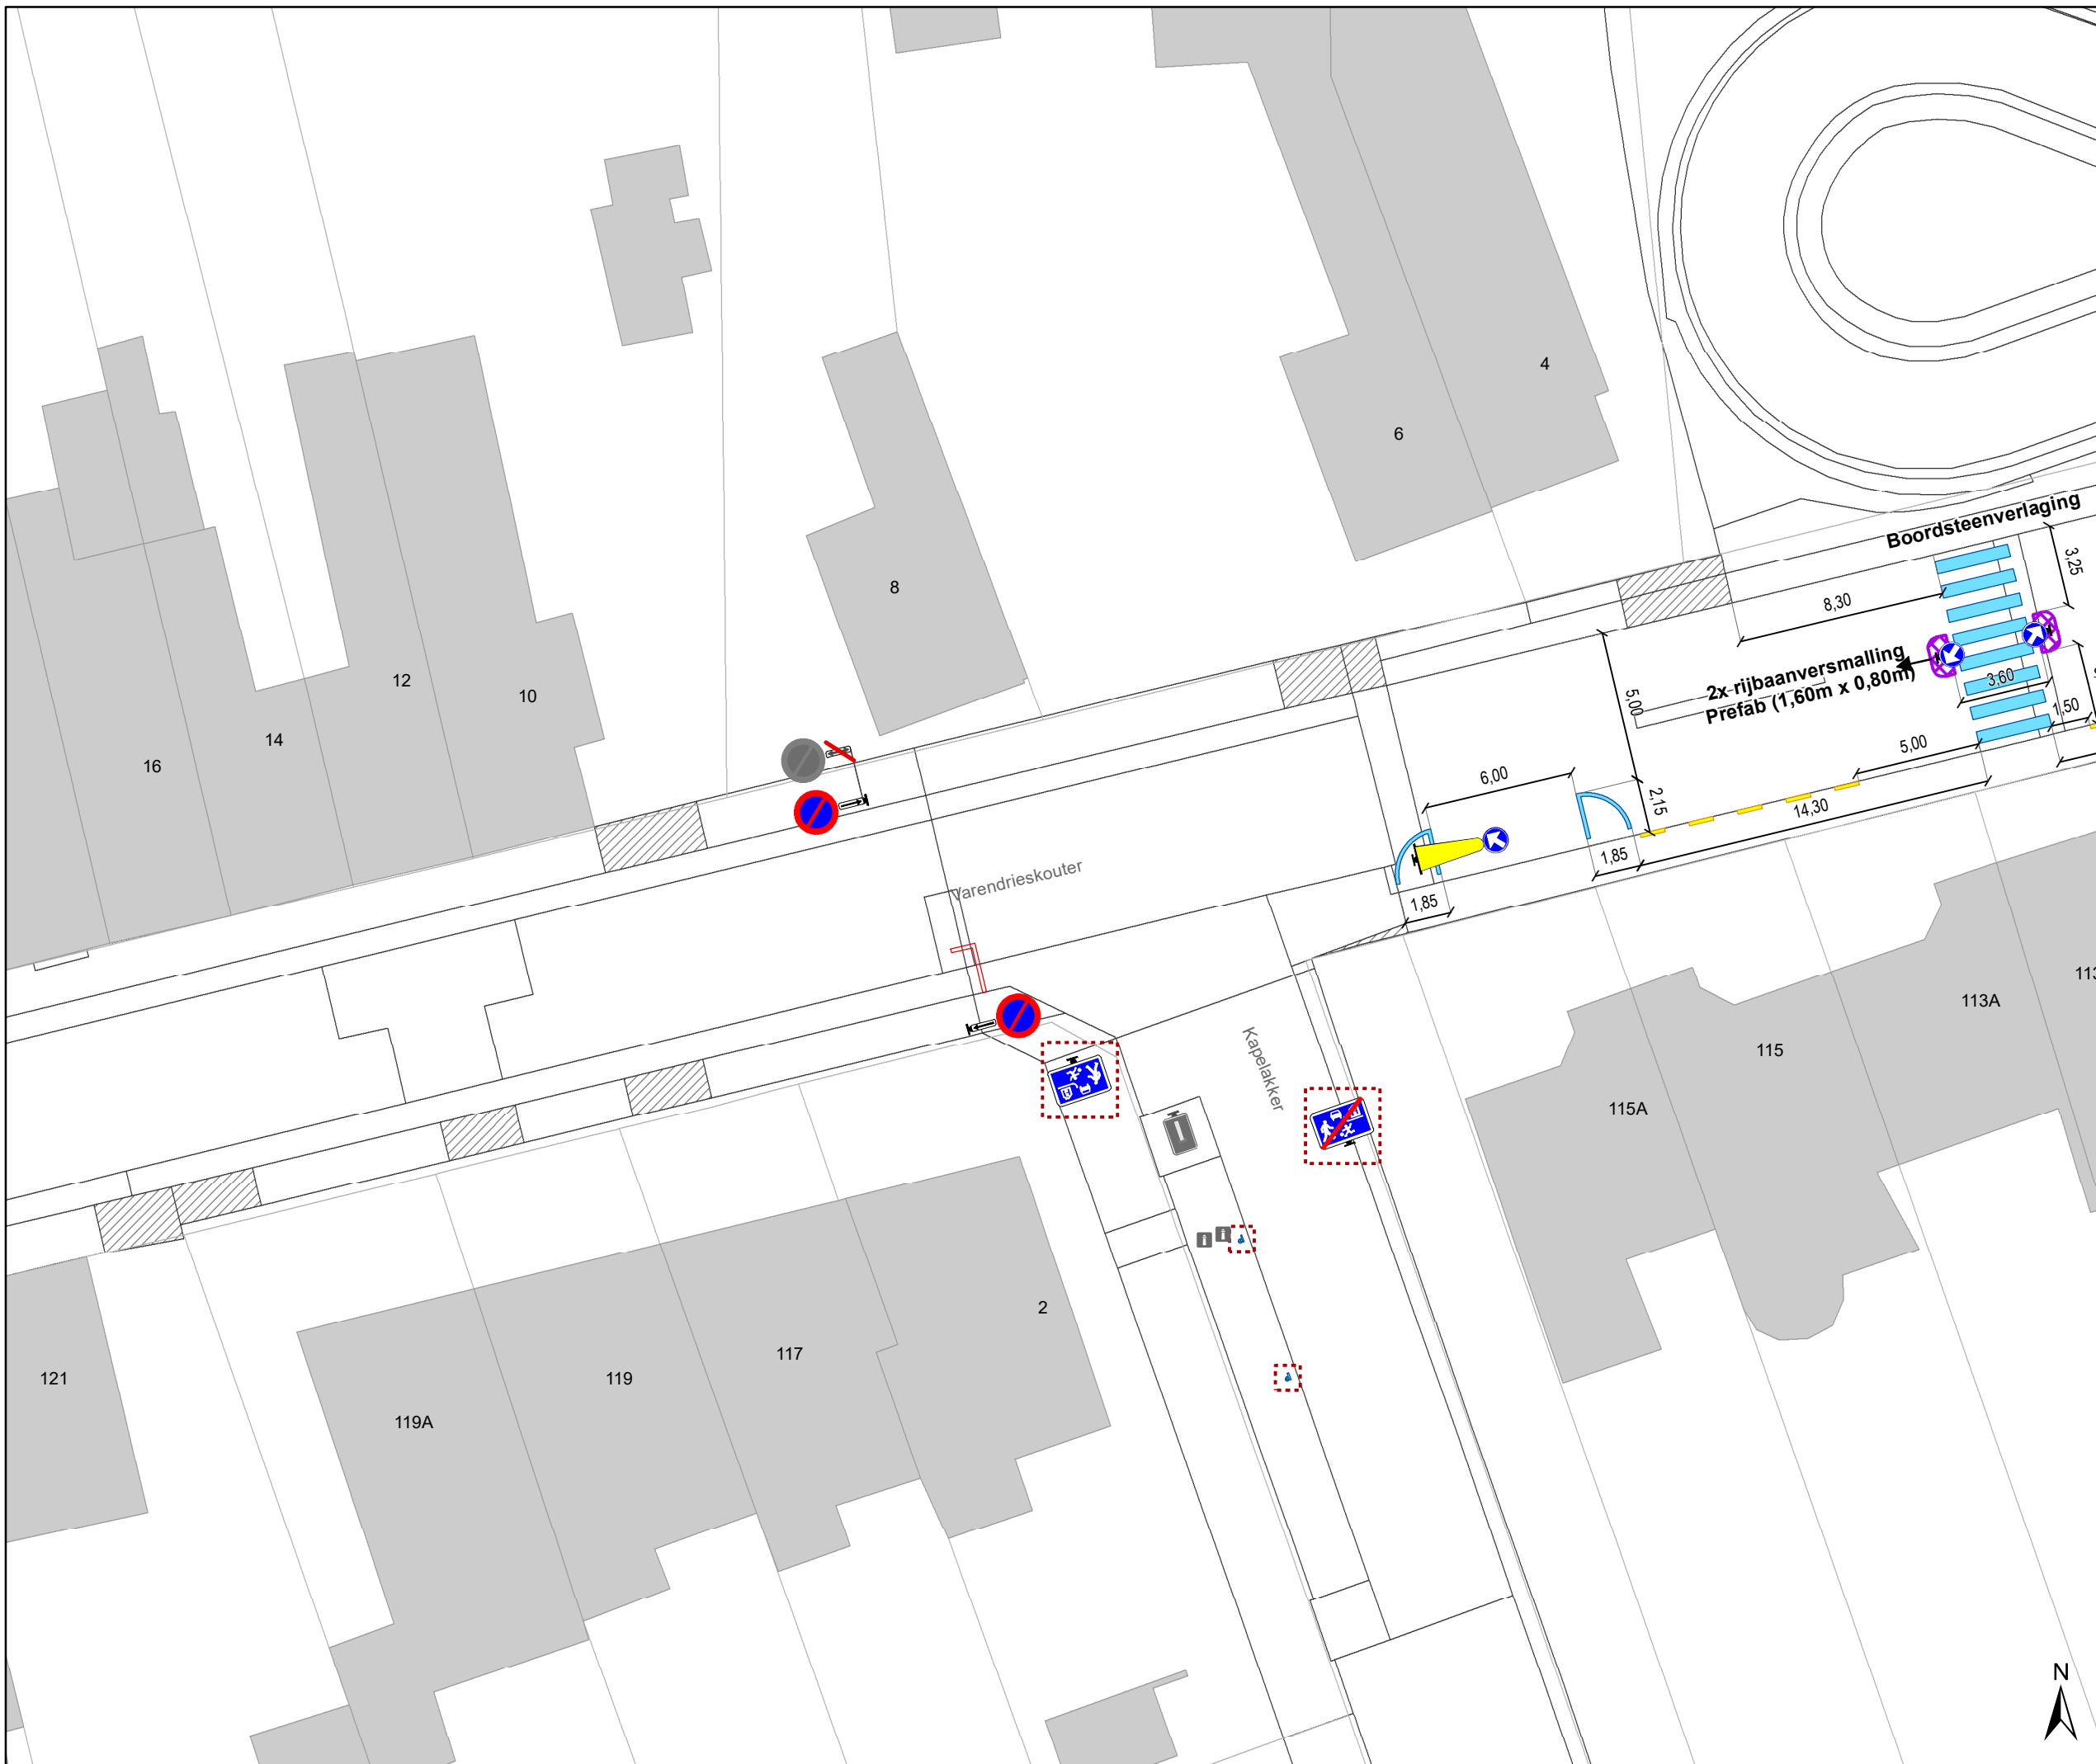 4
6
Boordsteenverlaging
3,25
8
8,30
2x rijbaanversmalling
Prefab (1,60m x 0,80m)
3,60
12
10
5,00
1,50
14
16
5,00
6,00
2,15
14,30
1,85
Varendrieskouter
1,85
113A
115
Kapelakker
115A
2
117
119
121
119A
N